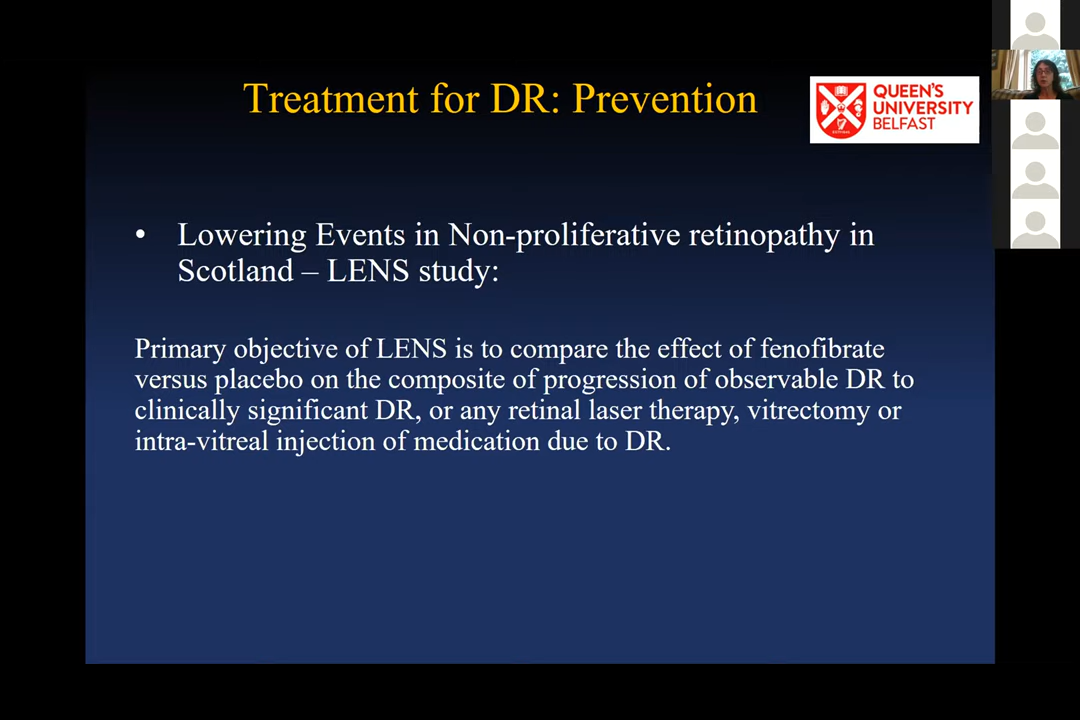 Treatment for DR: Prevention
QUEEN'S
UNIVERSITY
BELFAST
• Lowering Events in Non-proliferative retinopathy in
Scotland – LENS study:
Primary objective of LENS is to compare the effect of fenofibrate
versus placebo on the composite of progression of observable DR to
clinically significant DR, or any retinal laser therapy, vitrectomy or
intra-vitreal injection of medication due to DR.